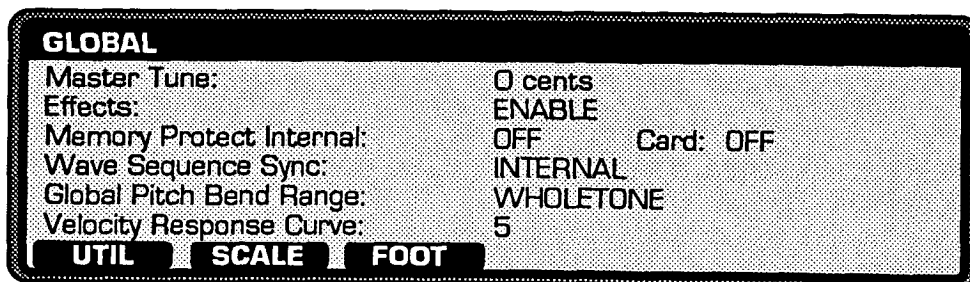 GLOBAL
Master Tune: 0 cents
Effects: ENABLE
Memory Protect Internal: OFF Card: OFF
Wave Sequence Sync: INTERNAL
Global Pitch Bend Range: WHOLETONE
Velocity Response Curve: 5
UTIL SCALE FOOT